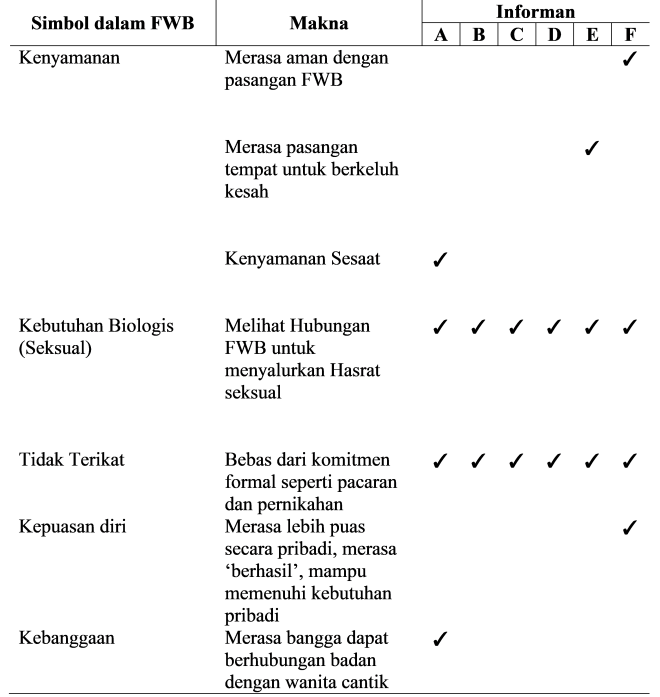 Simbol dalam FWB Makna Informan
A B C D E F
Kenyamanan Merasa aman dengan ✓
pasangan FWB
Merasa pasangan ✓
tempat untuk berkeluh
kesah
Kenyamanan Sesaat ✓
Kebutuhan Biologis Melihat Hubungan ✓ ✓ ✓ ✓ ✓ ✓
(Seksual) FWB untuk
menyalurkan Hasrat
seksual
Tidak Terikat Bebas dari komitmen ✓ ✓ ✓ ✓ ✓ ✓
formal seperti pacaran
dan pernikahan
Kepuasan diri Merasa lebih puas ✓
secara pribadi, merasa
‘berhasil’, mampu
memenuhi kebutuhan
pribadi
Kebanggaan Merasa bangga dapat ✓
berhubungan badan
dengan wanita cantik